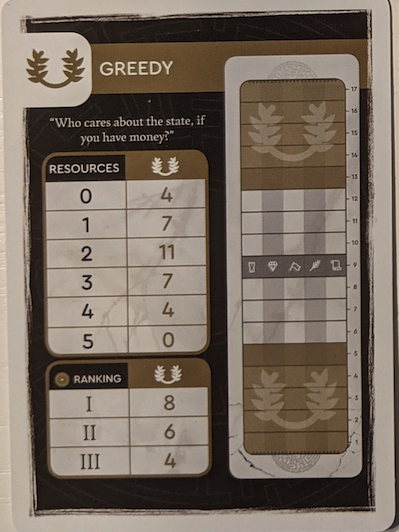 GREEDY
“Who cares about the state, if
you have money?”
RESOURCES
0 4
1 7
2 11
3 7
4 4
5 0
RANKING
I 8
II 6
III 4
17
16
15
14
13
12
11
10
9
8
7
6
5
4
3
2
1